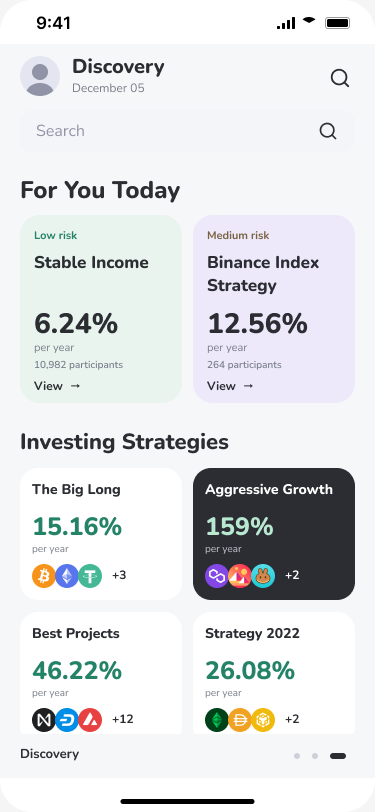 9:41
Discovery
December 05
Search
For You Today
Low risk
Stable Income
6.24%
per year
10,982 participants
View →
Medium risk
Binance Index
Strategy
12.56%
per year
264 participants
View →
Investing Strategies
The Big Long
15.16%
per year
+3
Aggressive Growth
159%
per year
+2
Best Projects
46.22%
per year
+12
Strategy 2022
26.08%
per year
+2
Discovery